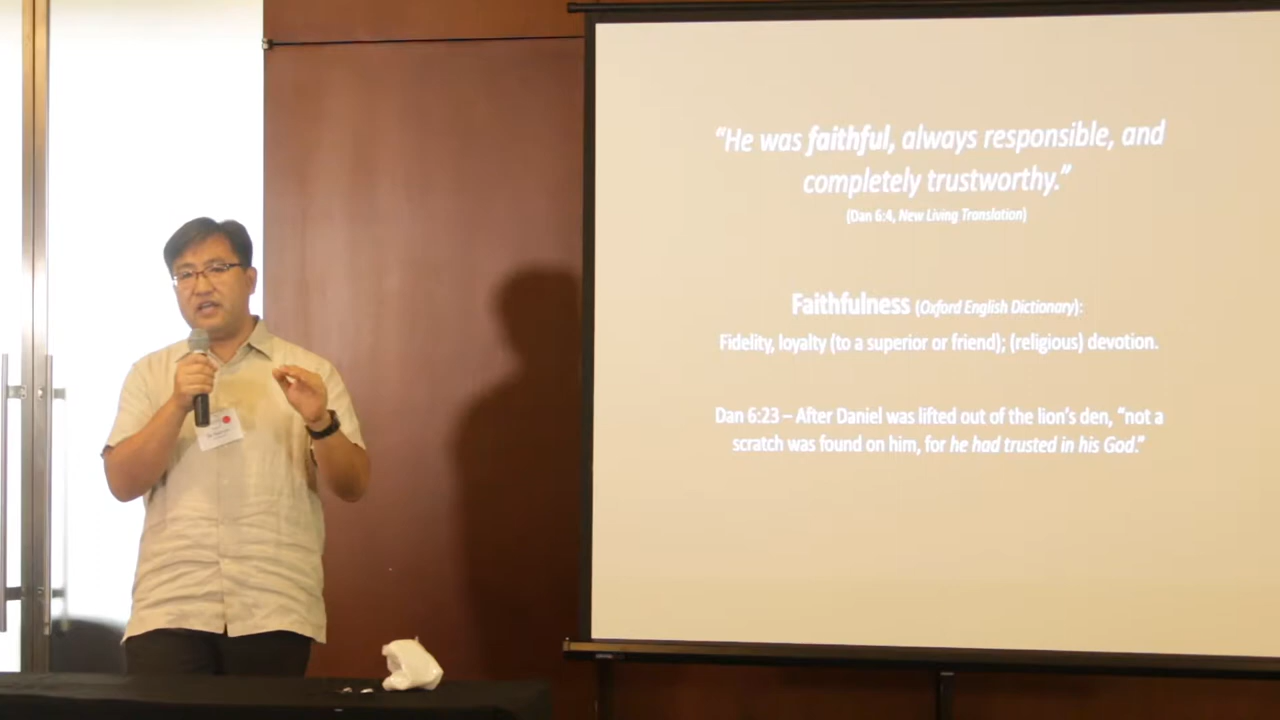 “He was faithful, always responsible, and
completely trustworthy.”
(Dan 6:4, New Living Translation)
Faithfulness (Oxford English Dictionary):
Fidelity, loyalty (to a superior or friend); (religious) devotion.
Dan 6:23 – After Daniel was lifted out of the lion’s den, “not a
scratch was found on him, for he had trusted in his God.”